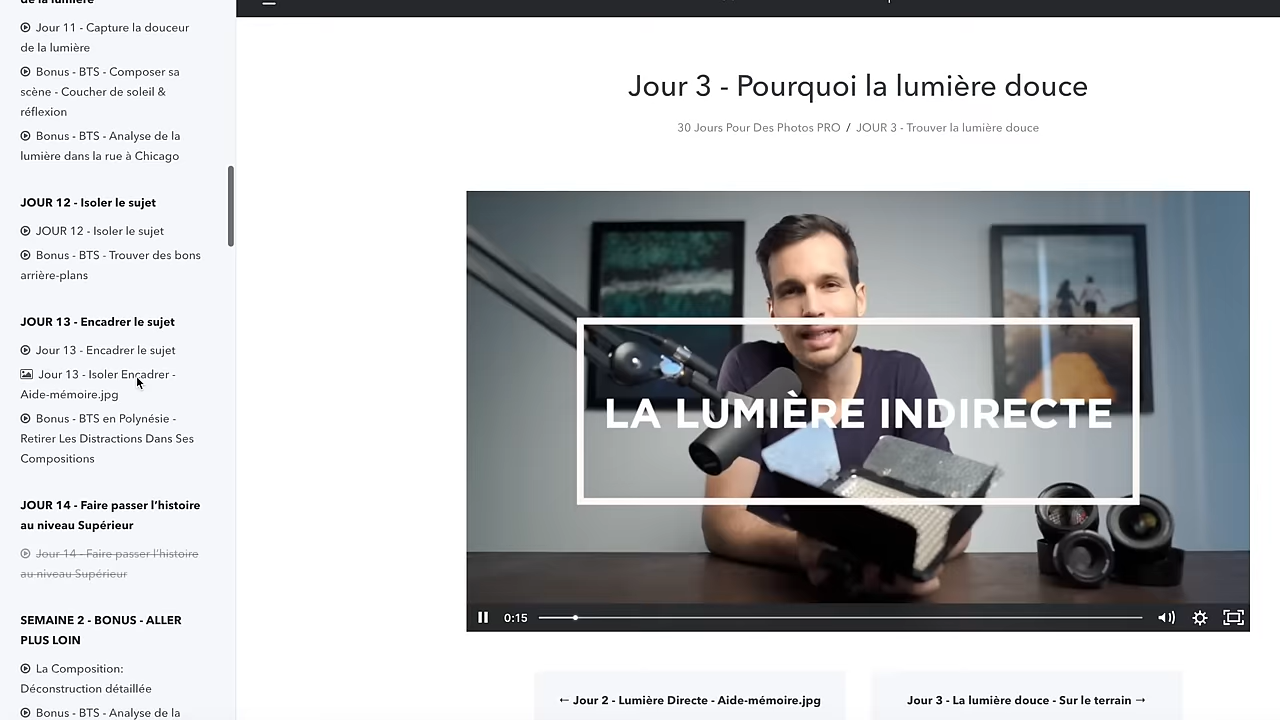 de la lumière
Jour 11 - Capture la douceur
de la lumière
Bonus - BTS - Composer sa
scène - Coucher de soleil &
réflexion
Bonus - BTS - Analyse de la
lumière dans la rue à Chicago
JOUR 12 - Isoler le sujet
JOUR 12 - Isoler le sujet
Bonus - BTS - Trouver des bons
arrière-plans
JOUR 13 - Encadrer le sujet
Jour 13 - Encadrer le sujet
Jour 13 - Isoler Encadrer -
Aide-mémoire.jpg
Bonus - BTS en Polynésie -
Retirer Les Distractions Dans Ses
Compositions
JOUR 14 - Faire passer l’histoire
au niveau Supérieur
Jour 14 - Faire passer l’histoire
au niveau Supérieur
SEMAINE 2 - BONUS - ALLER
PLUS LOIN
La Composition:
Déconstruction détaillée
Bonus - BTS - Analyse de la
Jour 3 - Pourquoi la lumière douce
30 Jours Pour Des Photos PRO / JOUR 3 - Trouver la lumière douce
LA LUMIÈRE INDIRECTE
0:15
← Jour 2 - Lumière Directe - Aide-mémoire.jpg
Jour 3 - La lumière douce - Sur le terrain →